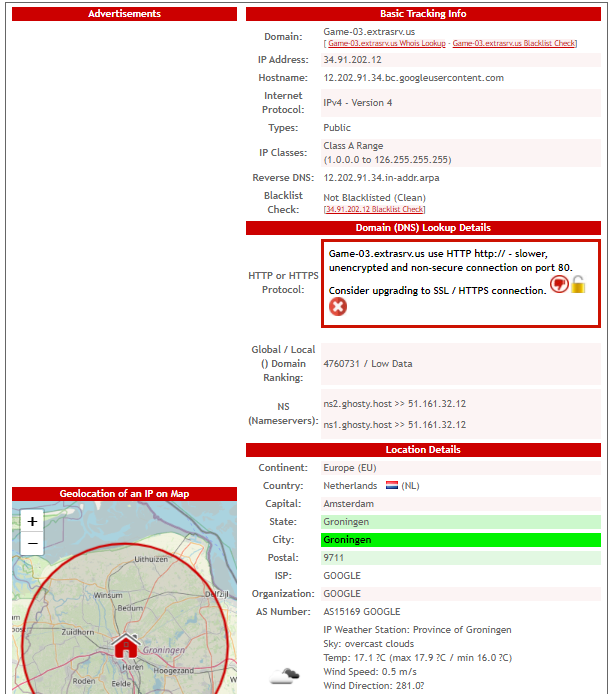 Advertisements
Basic Tracking Info
Domain:
Game-03.extrasrv.us
[ Game-03.extrasrv.us Whois Lookup - Game-03.extrasrv.us Blacklist Check]
IP Address:
34.91.202.12
Hostname:
12.202.91.34.bc.googleusercontent.com
Internet
Protocol:
IPv4 - Version 4
Types:
Public
IP Classes:
Class A Range
(1.0.0.0 to 126.255.255.255)
Reverse DNS:
12.202.91.34.in-addr.arpa
Blacklist
Check:
Not Blacklisted (Clean)
[34.91.202.12 Blacklist Check]
Domain (DNS) Lookup Details
HTTP or HTTPS
Protocol:
Game-03.extrasrv.us use HTTP http:// - slower,
unencrypted and non-secure connection on port 80.
Consider upgrading to SSL / HTTPS connection.
Global / Local
() Domain
Ranking:
4760731 / Low Data
NS
(Nameservers):
ns2.ghosty.host >> 51.161.32.12
ns1.ghosty.host >> 51.161.32.12
Location Details
Continent:
Europe (EU)
Country:
Netherlands (NL)
Capital:
Amsterdam
State:
Groningen
City:
Groningen
Postal:
9711
ISP:
GOOGLE
Organization:
GOOGLE
AS Number:
AS15169 GOOGLE
IP Weather Station: Province of Groningen
Sky: overcast clouds
Temp: 17.1 ?C (max 17.9 ?C / min 16.0 ?C)
Wind Speed: 0.5 m/s
Wind Direction: 281.0?
Geolocation of an IP on Map
+
−
Uithuizen
Winsum
Bedum
Delfzijl
Zuidhorn
Groningen
Haren
Hoogezand
Roden
Eelde